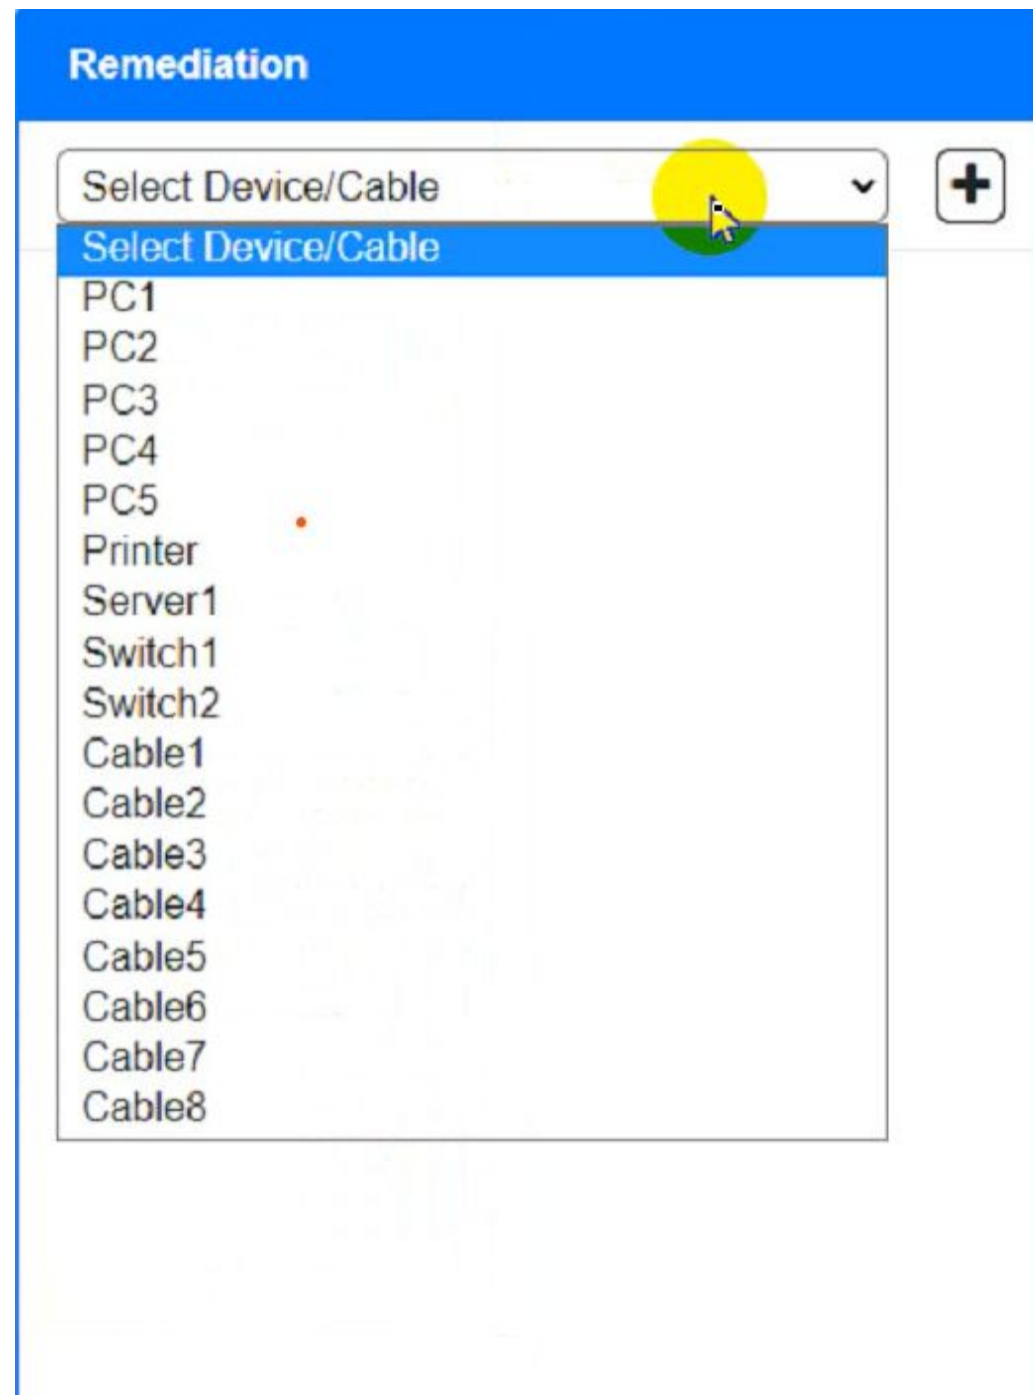 Remediation
Select Device/Cable
Select Device/Cable
PC1
PC2
PC3
PC4
PC5
Printer
Server1
Switch1
Switch2
Cable1
Cable2
Cable3
Cable4
Cable5
Cable6
Cable7
Cable8